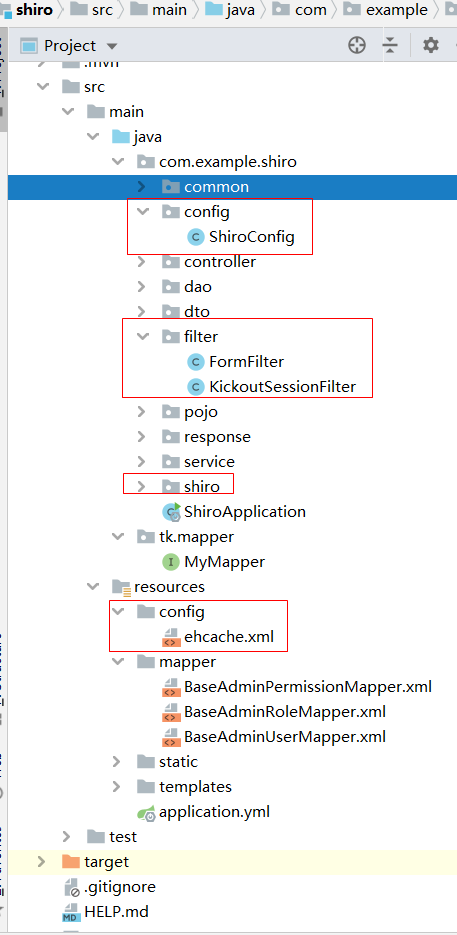 shiro src main java com example
Project
.mvn
src
main
java
com.example.shiro
common
config
C ShiroConfig
controller
dao
dto
filter
C FormFilter
C KickoutSessionFilter
pojo
response
service
shiro
ShiroApplication
tk.mapper
I MyMapper
resources
config
ehcache.xml
mapper
BaseAdminPermissionMapper.xml
BaseAdminRoleMapper.xml
BaseAdminUserMapper.xml
static
templates
application.yml
test
target
.gitignore
MD HELP.md